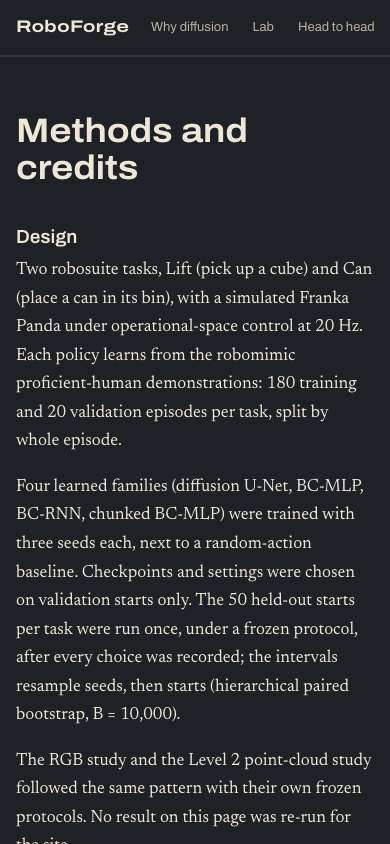 RoboForge Why diffusion Lab Head to head
Methods and
credits
Design
Two robosuite tasks, Lift (pick up a cube) and Can
(place a can in its bin), with a simulated Franka
Panda under operational-space control at 20 Hz.
Each policy learns from the robomimic
proficient-human demonstrations: 180 training
and 20 validation episodes per task, split by
whole episode.
Four learned families (diffusion U-Net, BC-MLP,
BC-RNN, chunked BC-MLP) were trained with
three seeds each, next to a random-action
baseline. Checkpoints and settings were chosen
on validation starts only. The 50 held-out starts
per task were run once, under a frozen protocol,
after every choice was recorded; the intervals
resample seeds, then starts (hierarchical paired
bootstrap, B = 10,000).
The RGB study and the Level 2 point-cloud study
followed the same pattern with their own frozen
protocols. No result on this page was re-run for
the site.